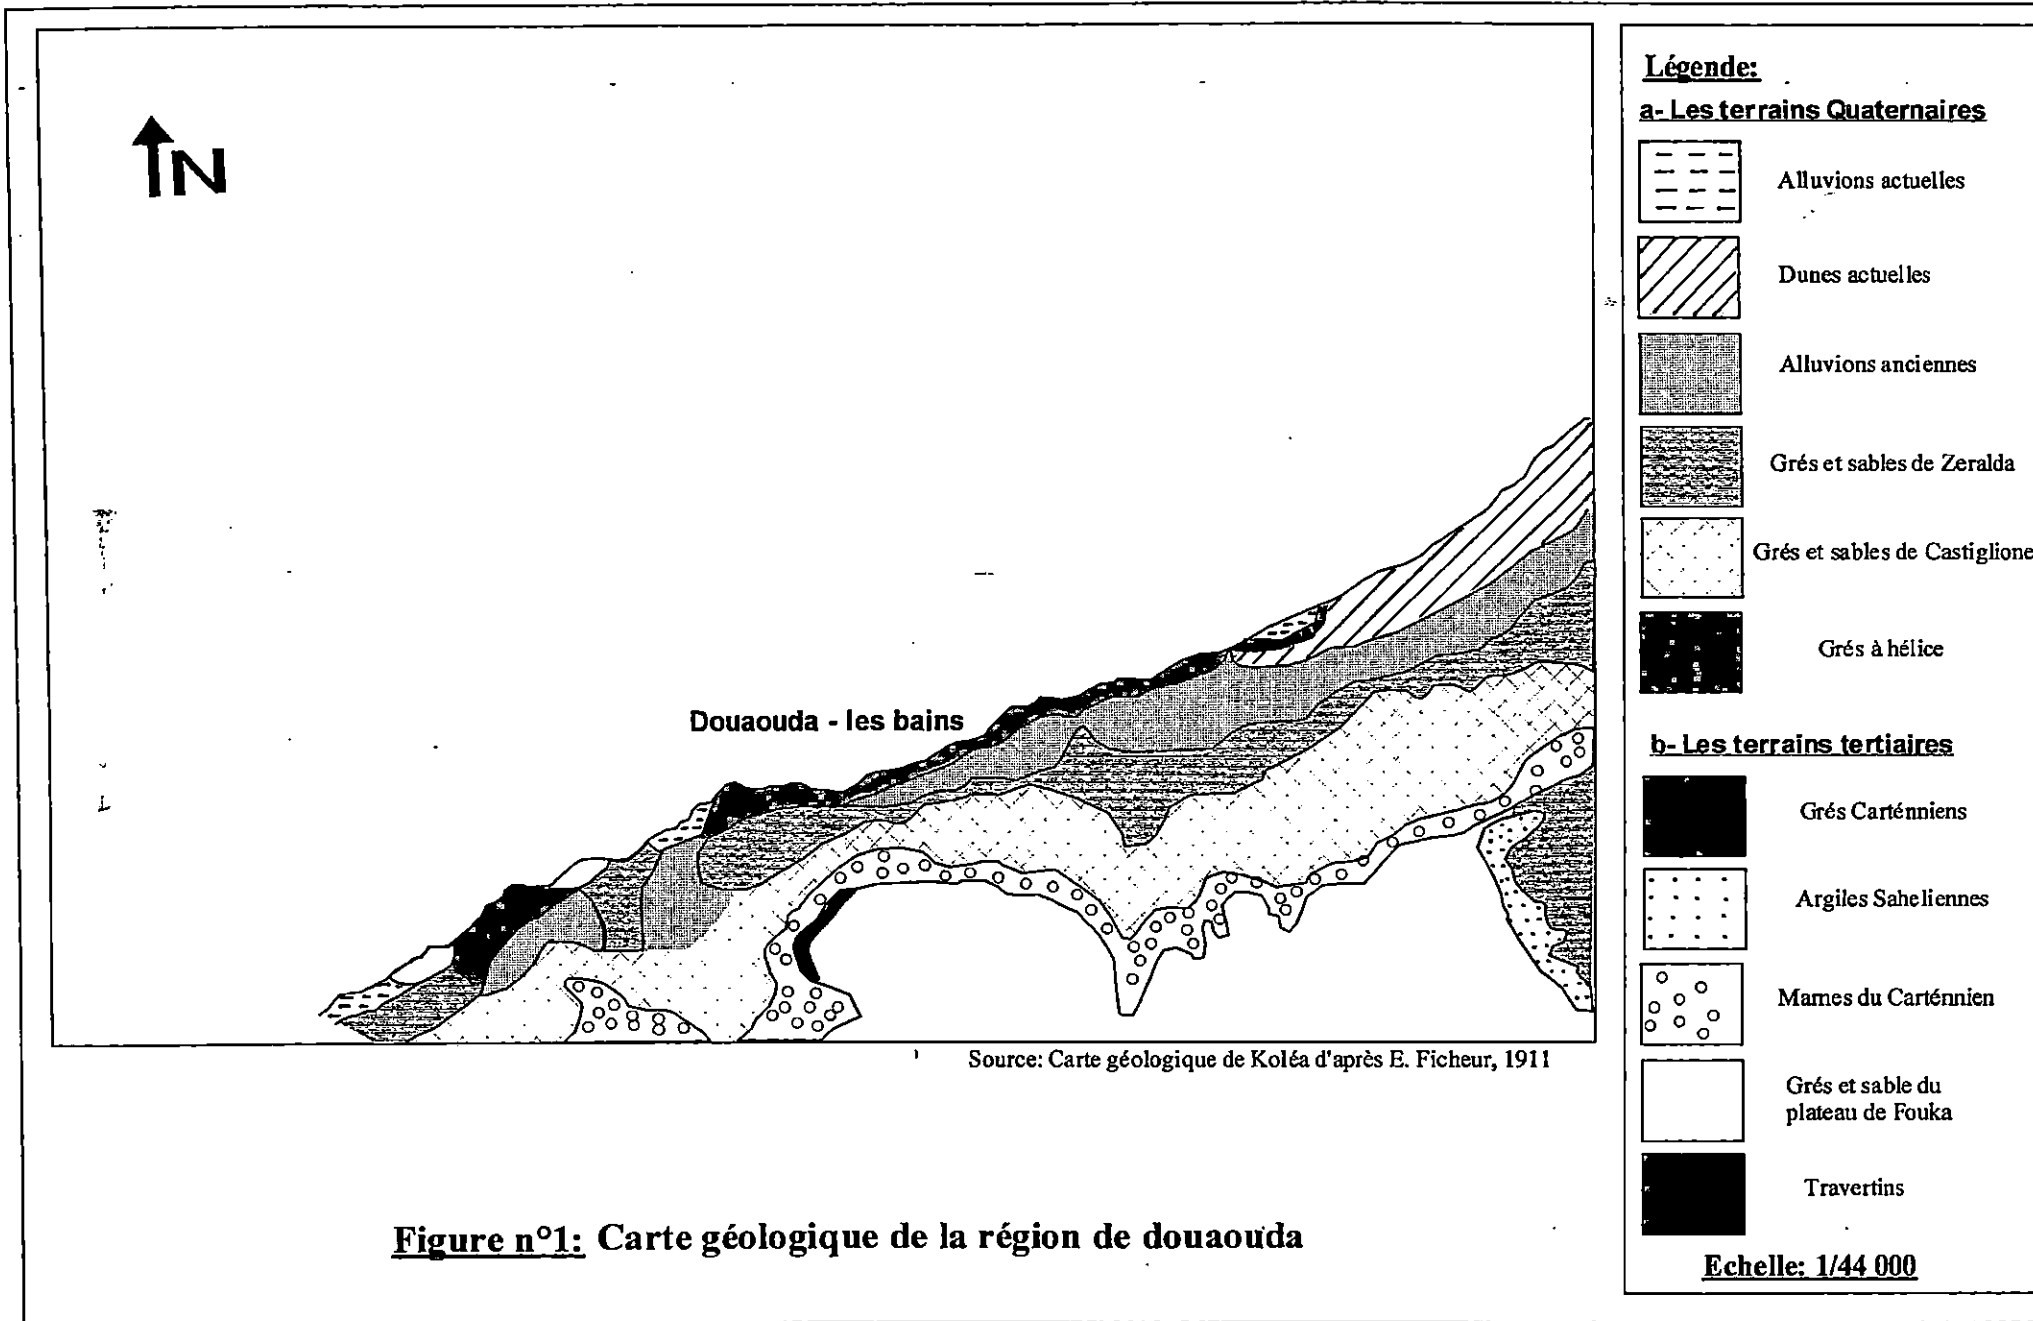 N
Douaouda - les bains
Source: Carte géologique de Koléa d'après E. Ficheur, 1911
Figure n°1: Carte géologique de la région de douaouda
Légende:
a- Les terrains Quaternaires
Alluvions actuelles
Dunes actuelles
Alluvions anciennes
Grés et sables de Zeralda
Grés et sables de Castiglione
Grés à hélice
b- Les terrains tertiaires
Grés Carténniens
Argiles Saheliennes
Marnes du Carténnien
Grés et sable du
plateau de Fouka
Travertins
Echelle: 1/44 000